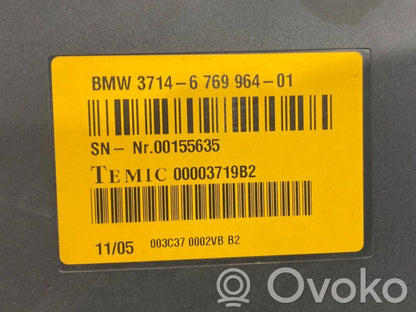 BMW 3714-6 769 964-01
SN- Nr.00155635
TEMIC 00003719B2
11/05 003C37 0002VB B2
Ovoko